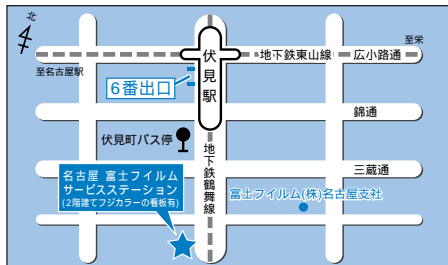 北
至栄
伏見駅
地下鉄東山線
広小路通
至名古屋駅
6番出口
錦通
伏見町バス停
地下鉄鶴舞線
三蔵通
名古屋 富士フイルム
サービスステーション
(2階建てフジカラーの看板有)
富士フイルム(株)名古屋支社